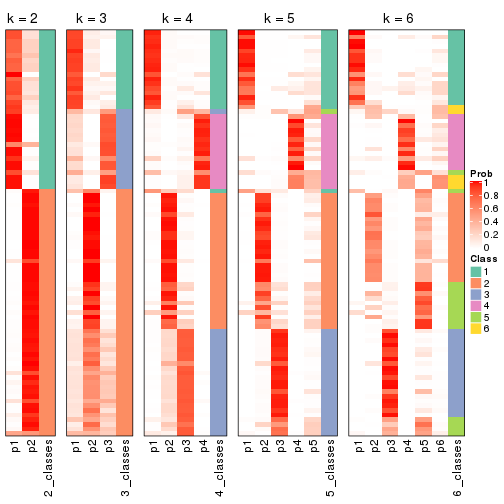 k = 2
k = 3
k = 4
k = 5
k = 6
p1
p2
2_classes
p1
p2
p3
3_classes
p1
p2
p3
p4
4_classes
p1
p2
p3
p4
p5
5_classes
p1
p2
p3
p4
p5
p6
6_classes
Prob
1
0.8
0.6
0.4
0.2
0
Class
1
2
3
4
5
6